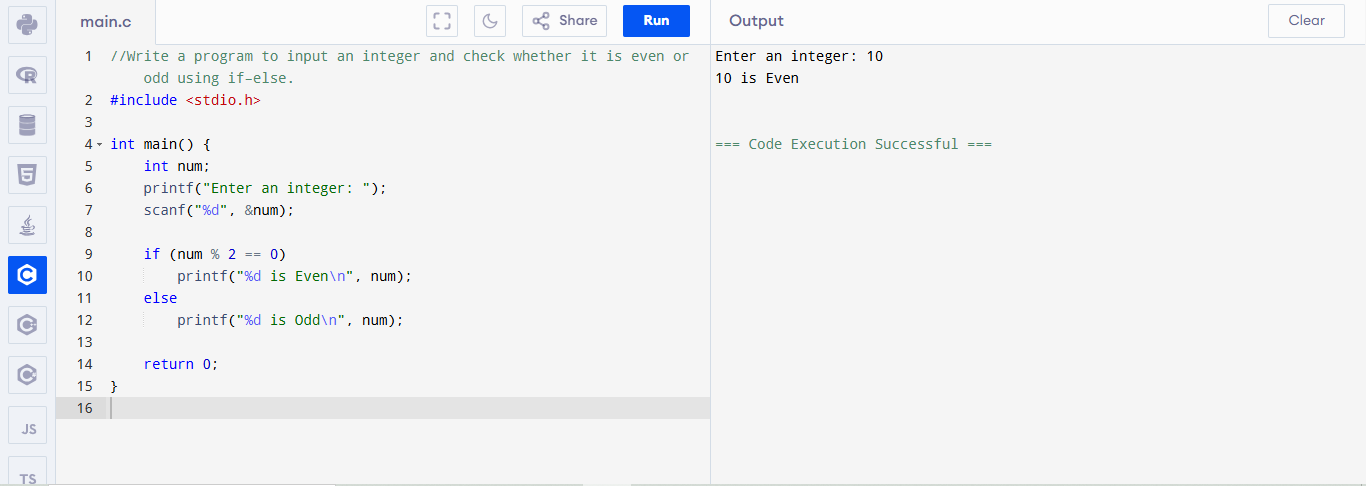 main.c
Share
Run
Output
Clear
1 //Write a program to input an integer and check whether it is even or
odd using if-else.
2 #include <stdio.h>
3
4 int main() {
5 int num;
6 printf("Enter an integer: ");
7 scanf("%d", &num);
8
9 if (num % 2 == 0)
10 printf("%d is Even\n", num);
11 else
12 printf("%d is Odd\n", num);
13
14 return 0;
15 }
16
Enter an integer: 10
10 is Even
=== Code Execution Successful ===
R
5
C
C
C
JS
TS